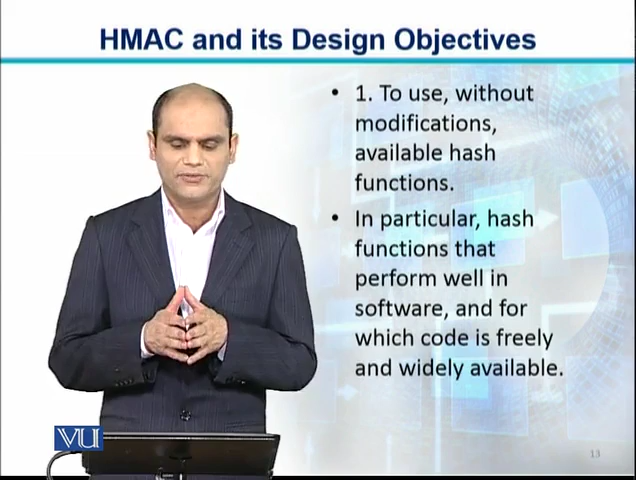 HMAC and its Design Objectives
• 1. To use, without
modifications,
available hash
functions.
• In particular, hash
functions that
perform well in
software, and for
which code is freely
and widely available.
VU
13